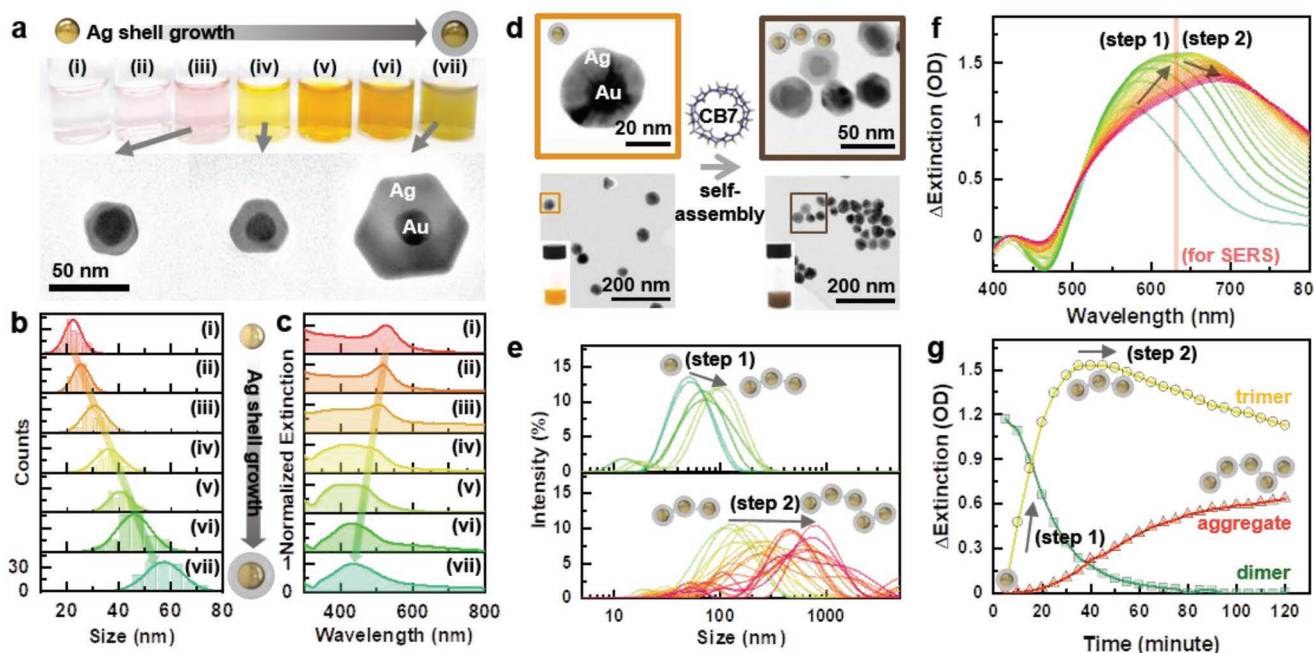 a
Ag shell growth
(i) (ii) (iii) (iv) (v) (vi) (vii)
Ag
Au
50 nm
b
(i)
(ii)
(iii)
(iv)
(v)
(vi)
(vii)
Counts
30
0
20 40 60 80
Size (nm)
Ag shell growth
c
(i)
(ii)
(iii)
(iv)
(v)
(vi)
(vii)
Normalized Extinction
1
0
400 600 800
Wavelength (nm)
d
Ag
Au
20 nm
CB7
self-
assembly
50 nm
200 nm
200 nm
e
15
10
5
0
(step 1)
Intensity (%)
15
10
5
0
(step 2)
10 100 1000
Size (nm)
f
(step 1) (step 2)
ΔExtinction (OD)
1.5
1
0.5
0
(for SERS)
400 500 600 700 800
Wavelength (nm)
g
(step 2)
trimer
ΔExtinction (OD)
1.5
1.2
0.9
0.6
0.3
0
(step 1)
aggregate
dimer
0 20 40 60 80 100 120
Time (minute)